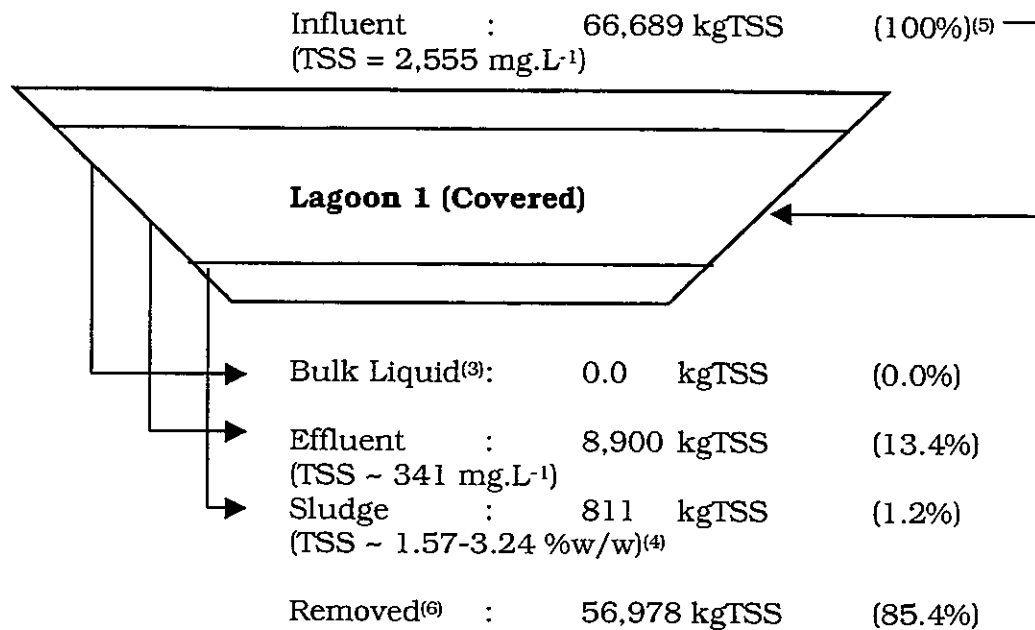 Influent : 66,689 kgTSS (100%)⁽⁵⁾
(TSS = 2,555 mg.L⁻¹)
Lagoon 1 (Covered)
Bulk Liquid⁽³⁾: 0.0 kgTSS (0.0%)
Effluent : 8,900 kgTSS (13.4%)
(TSS ~ 341 mg.L⁻¹)
Sludge : 811 kgTSS (1.2%)
(TSS ~ 1.57-3.24 %w/w)⁽⁴⁾
Removed⁽⁶⁾ : 56,978 kgTSS (85.4%)